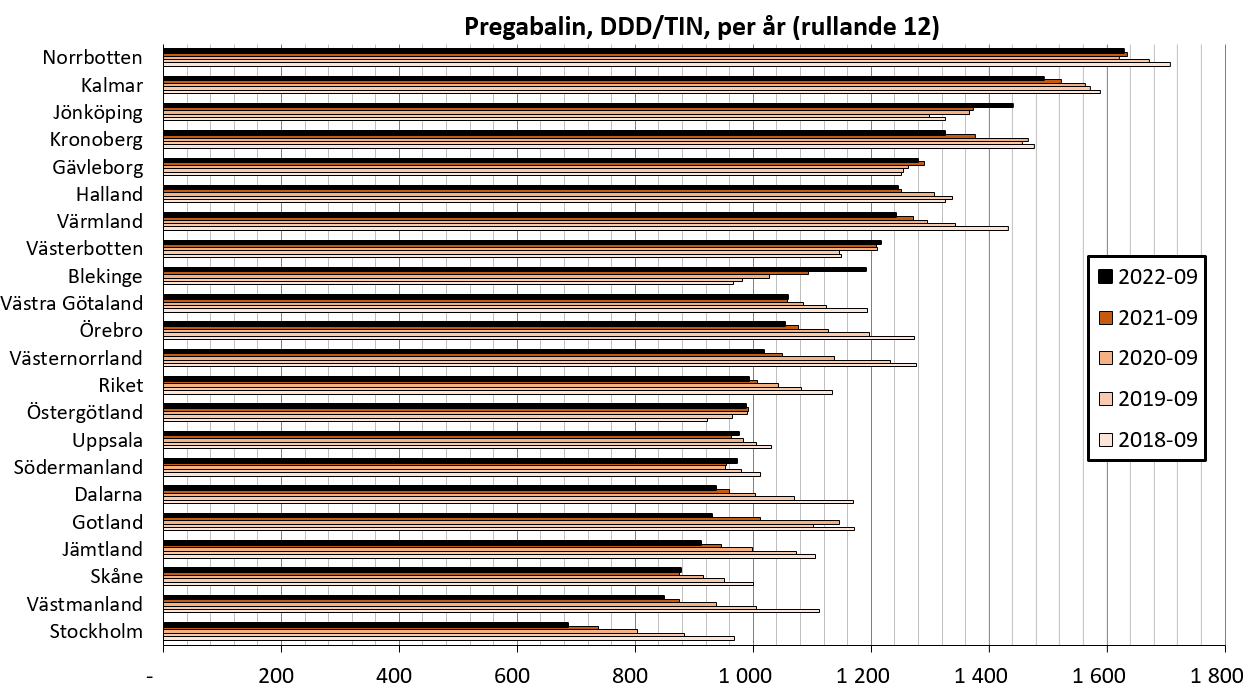 Pregabalin, DDD/TIN, per år (rullande 12)
Norrbotten
Kalmar
Jönköping
Kronoberg
Gävleborg
Halland
Värmland
Västerbotten
Blekinge
Västra Götaland
Örebro
Västernorrland
Riket
Östergötland
Uppsala
Södermanland
Dalarna
Gotland
Jämtland
Skåne
Västmanland
Stockholm
2022-09
2021-09
2020-09
2019-09
2018-09
- 200 400 600 800 1 000 1 200 1 400 1 600 1 800